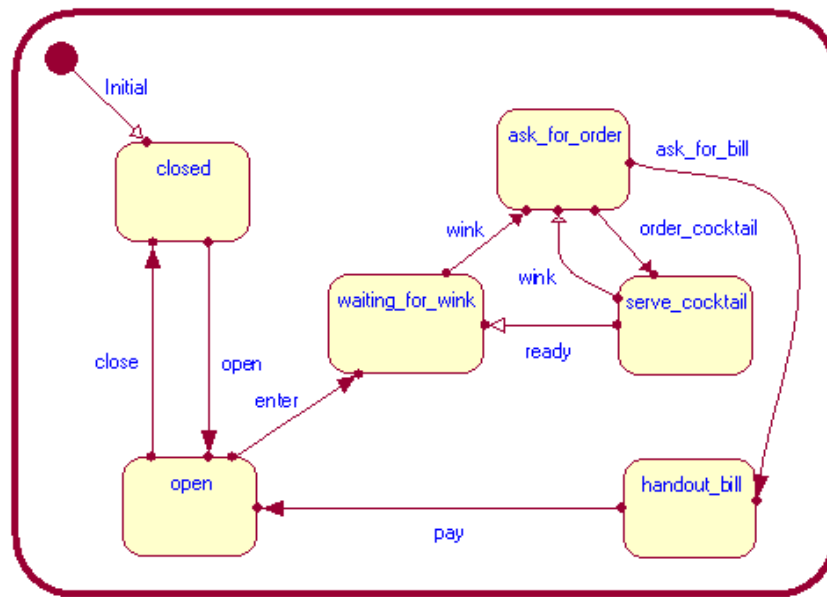 Initial
closed
ask_for_order
ask_for_bill
wink
order_cocktail
wink
waiting_for_wink
serve_cocktail
ready
close
open
enter
open
handout_bill
pay